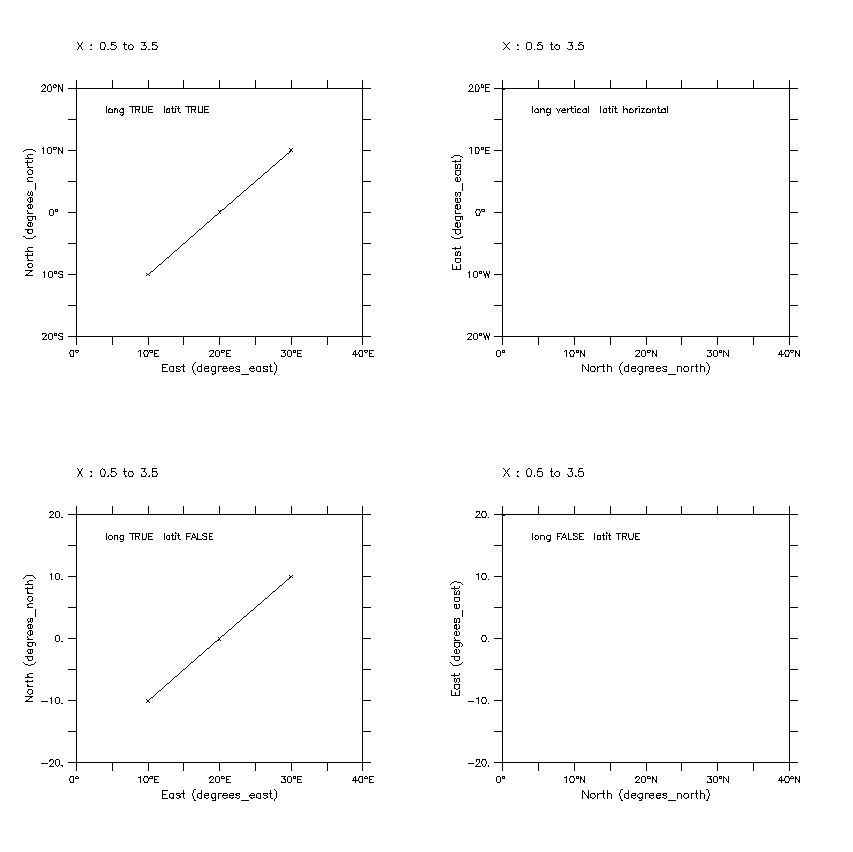 X : 0.5 to 3.5
20°N
long TRUE latit TRUE
10°N
0°
10°S
20°S
North (degrees_north)
0° 10°E 20°E 30°E 40°E
East (degrees_east)
X : 0.5 to 3.5
20°E
long vertical latit horizontal
10°E
0°
10°W
20°W
East (degrees_east)
0° 10°N 20°N 30°N 40°N
North (degrees_north)
X : 0.5 to 3.5
20.
long TRUE latit FALSE
10.
0.
-10.
-20.
North (degrees_north)
0° 10°E 20°E 30°E 40°E
East (degrees_east)
X : 0.5 to 3.5
20.
long FALSE latit TRUE
10.
0.
-10.
-20.
East (degrees_east)
0° 10°N 20°N 30°N 40°N
North (degrees_north)